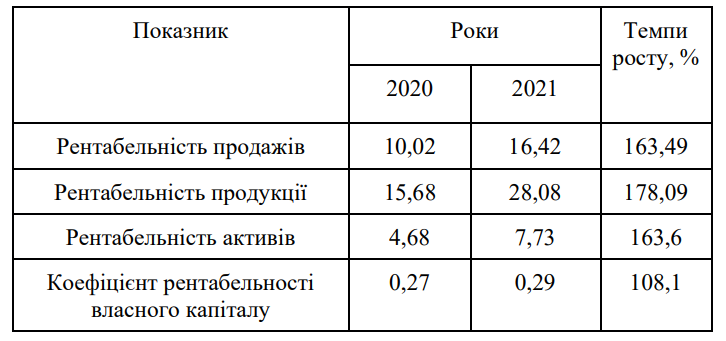 Показник Роки Темпи
росту, %
2020 2021
Рентабельність продажів 10,02 16,42 163,49
Рентабельність продукції 15,68 28,08 178,09
Рентабельність активів 4,68 7,73 163,6
Коефіцієнт рентабельності
власного капіталу 0,27 0,29 108,1